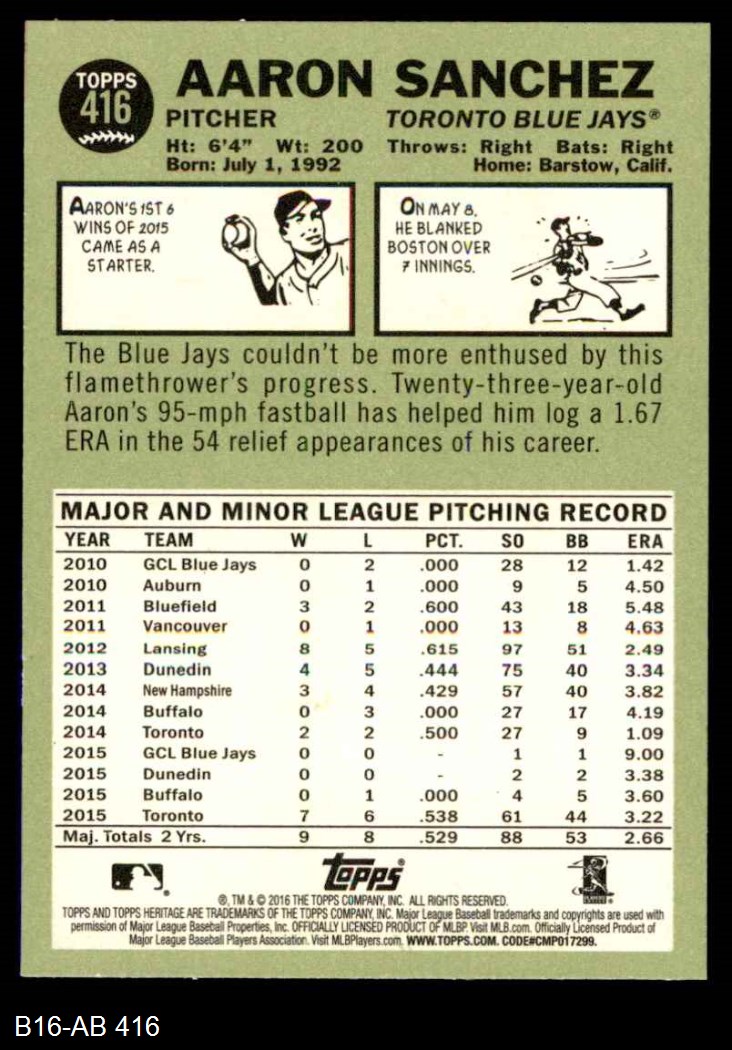 TOPPS
416
AARON SANCHEZ
PITCHER TORONTO BLUE JAYS®
Ht: 6'4" Wt: 200 Throws: Right Bats: Right
Born: July 1, 1992 Home: Barstow, Calif.
AARON'S 1ST 6
WINS OF 2015
CAME AS A
STARTER.
ON MAY 8,
HE BLANKED
BOSTON OVER
7 INNINGS.
The Blue Jays couldn't be more enthused by this
flamethrower's progress. Twenty-three-year-old
Aaron's 95-mph fastball has helped him log a 1.67
ERA in the 54 relief appearances of his career.
MAJOR AND MINOR LEAGUE PITCHING RECORD
YEAR TEAM W L PCT. SO BB ERA
2010 GCL Blue Jays 0 2 .000 28 12 1.42
2010 Auburn 0 1 .000 9 5 4.50
2011 Bluefield 3 2 .600 43 18 5.48
2011 Vancouver 0 1 .000 13 8 4.63
2012 Lansing 8 5 .615 97 51 2.49
2013 Dunedin 4 5 .444 75 40 3.34
2014 New Hampshire 3 4 .429 57 40 3.82
2014 Buffalo 0 3 .000 27 17 4.19
2014 Toronto 2 2 .500 27 9 1.09
2015 GCL Blue Jays 0 0 - 1 1 9.00
2015 Dunedin 0 0 - 2 2 3.38
2015 Buffalo 0 1 .000 4 5 3.60
2015 Toronto 7 6 .538 61 44 3.22
Maj. Totals 2 Yrs. 9 8 .529 88 53 2.66
topps®
®, TM & © 2016 THE TOPPS COMPANY, INC. ALL RIGHTS RESERVED.
TOPPS AND TOPPS HERITAGE ARE TRADEMARKS OF THE TOPPS COMPANY, INC. Major League Baseball trademarks and copyrights are used with
permission of Major League Baseball Properties, Inc. OFFICIALLY LICENSED PRODUCT OF MLBP. Visit MLB.com. Officially Licensed Product of
Major League Baseball Players Association. Visit MLBPlayers.com. WWW.TOPPS.COM. CODE#CMP017299.
B16-AB 416